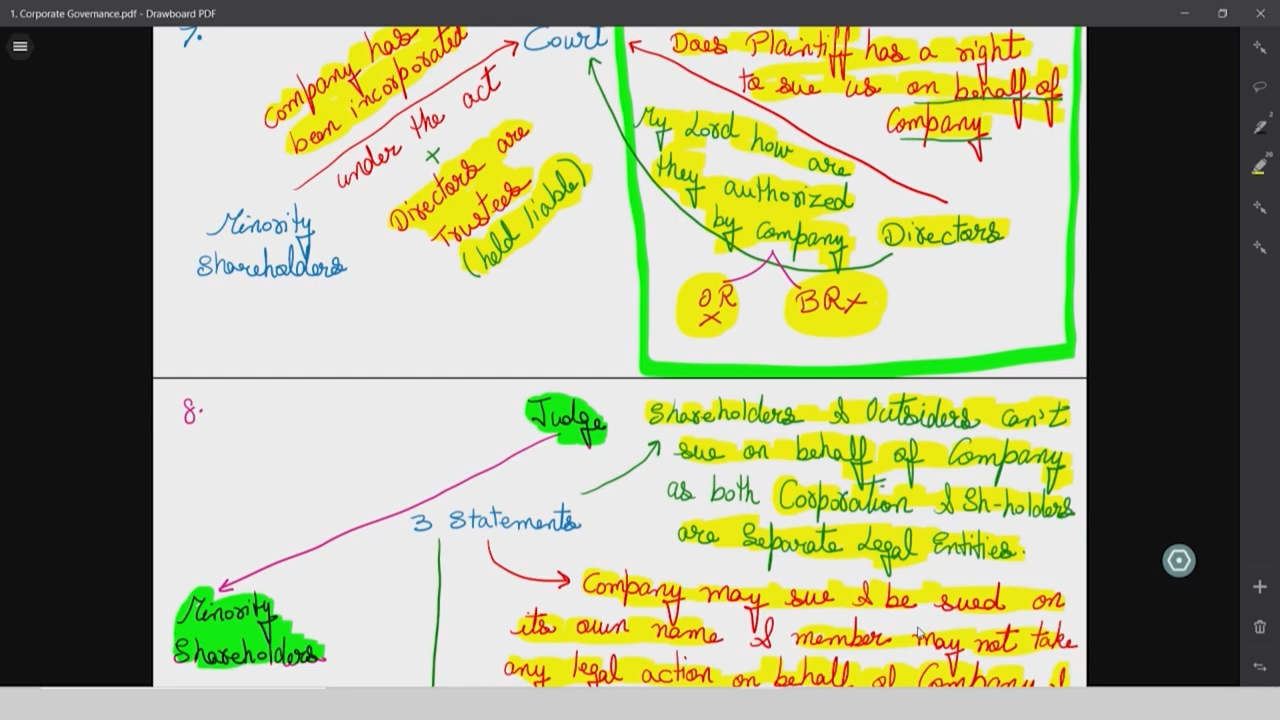 1. Corporate Governance.pdf - Drawboard PDF
7.
Company has
been incorporated
under the act
+
Directors are
Trustees
(held liable)
Minority
Shareholders
Court
Does Plaintiff has a right
to sue us on behalf of
Company
My Lord how are
they authorized
by Company
Directors
OR
x
BRx
8.
Judge
3 Statements
Minority
Shareholders
Shareholders & Outsiders can't
sue on behalf of Company
as both Corporation & Sh-holders
are Separate Legal Entities.
Company may sue & be sued on
its own name & member may not take
any legal action on behalf of Company &